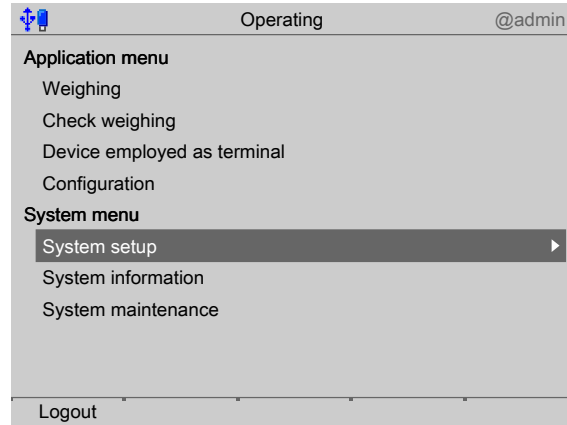 Operating @admin
Application menu
Weighing
Check weighing
Device employed as terminal
Configuration
System menu
System setup
System information
System maintenance
Logout